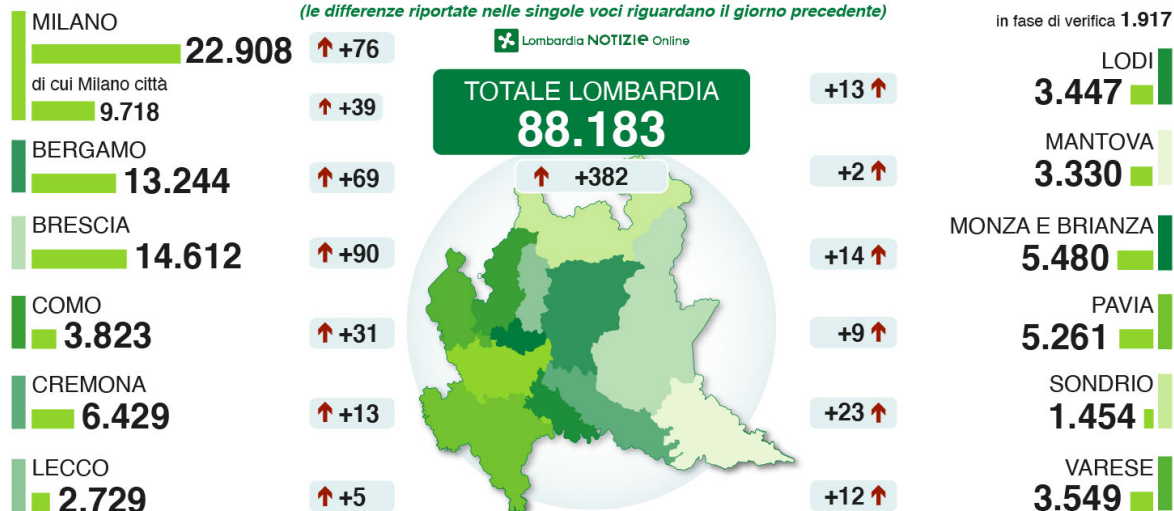 (le differenze riportate nelle singole voci riguardano il giorno precedente)
Lombardia NOTIZIE Online
TOTALE LOMBARDIA
88.183
+382
MILANO
22.908
+76
di cui Milano città
9.718
+39
BERGAMO
13.244
+69
BRESCIA
14.612
+90
COMO
3.823
+31
CREMONA
6.429
+13
LECCO
2.729
+5
in fase di verifica 1.917
LODI
+13
3.447
MANTOVA
+2
3.330
MONZA E BRIANZA
+14
5.480
PAVIA
+9
5.261
SONDRIO
+23
1.454
VARESE
+12
3.549